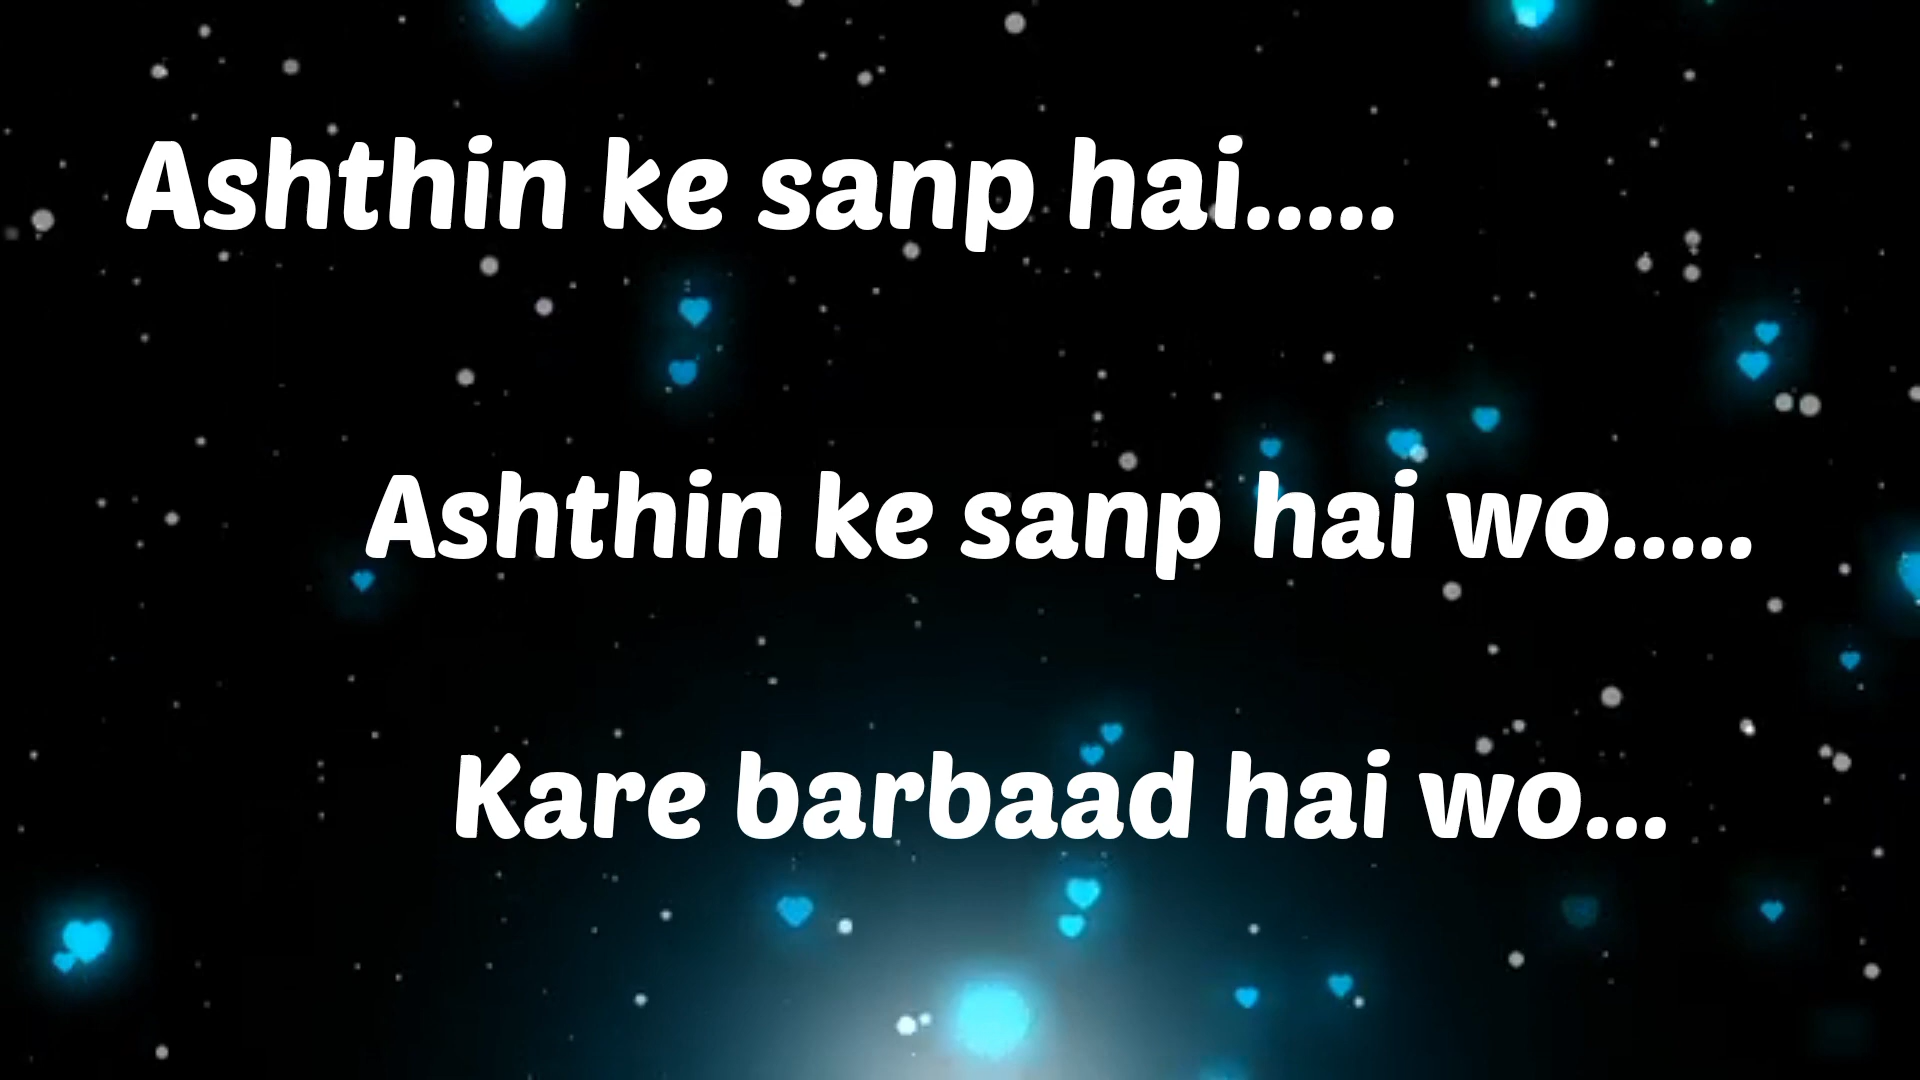 Ashthin ke sanp hai.....
Ashthin ke sanp hai wo.....
Kare barbaad hai wo...